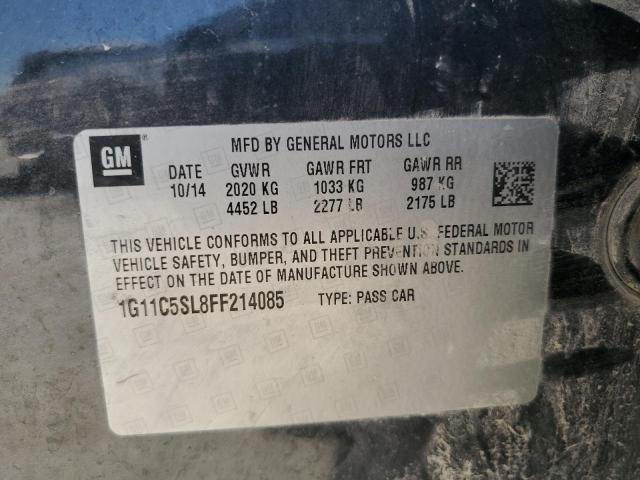 GM
®
MFD BY GENERAL MOTORS LLC
DATE GVWR GAWR FRT GAWR RR
10/14 2020 KG 1033 KG 987 KG
4452 LB 2277 LB 2175 LB
THIS VEHICLE CONFORMS TO ALL APPLICABLE U.S. FEDERAL MOTOR
VEHICLE SAFETY, BUMPER, AND THEFT PREVENTION STANDARDS IN
EFFECT ON THE DATE OF MANUFACTURE SHOWN ABOVE.
1G11C5SL8FF214085 TYPE: PASS CAR